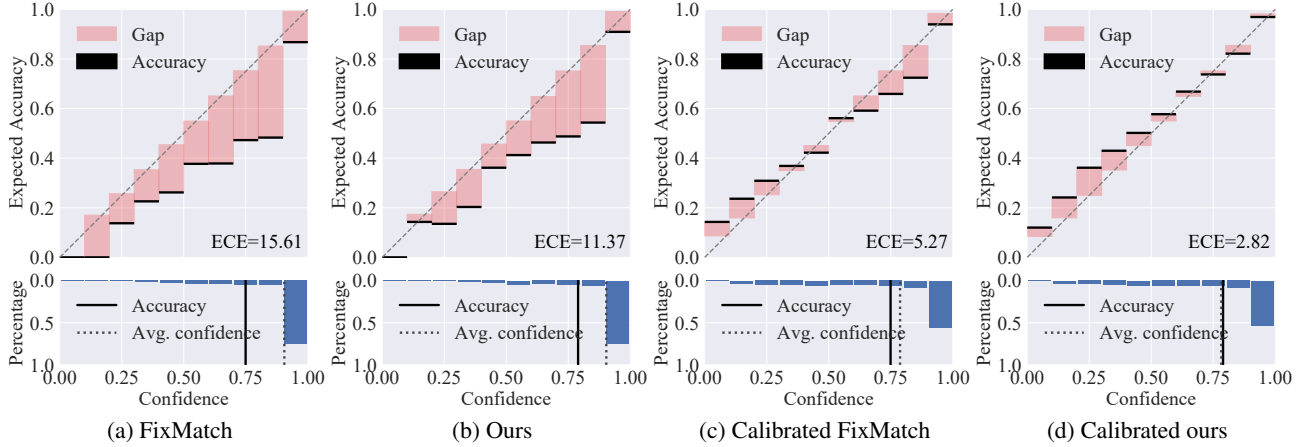 1.0
0.8
0.6
0.4
0.2
0.0
Expected Accuracy
Gap
Accuracy
ECE=15.61
0.0
0.5
1.0
Percentage
Accuracy
Avg. confidence
0.00 0.25 0.50 0.75 1.00
Confidence
(a) FixMatch
1.0
0.8
0.6
0.4
0.2
0.0
Expected Accuracy
Gap
Accuracy
ECE=11.37
0.0
0.5
1.0
Percentage
Accuracy
Avg. confidence
0.00 0.25 0.50 0.75 1.00
Confidence
(b) Ours
1.0
0.8
0.6
0.4
0.2
0.0
Expected Accuracy
Gap
Accuracy
ECE=5.27
0.0
0.5
1.0
Percentage
Accuracy
Avg. confidence
0.00 0.25 0.50 0.75 1.00
Confidence
(c) Calibrated FixMatch
1.0
0.8
0.6
0.4
0.2
0.0
Expected Accuracy
Gap
Accuracy
ECE=2.82
0.0
0.5
1.0
Percentage
Accuracy
Avg. confidence
0.00 0.25 0.50 0.75 1.00
Confidence
(d) Calibrated ours